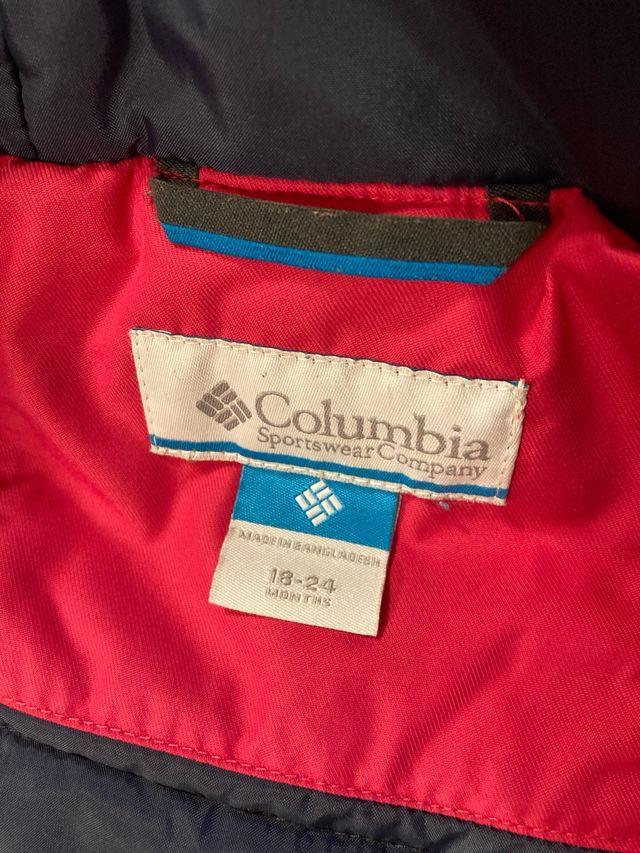 Columbia
Sportswear Company
MADE IN BANGLADESH
18-24
MONTHS